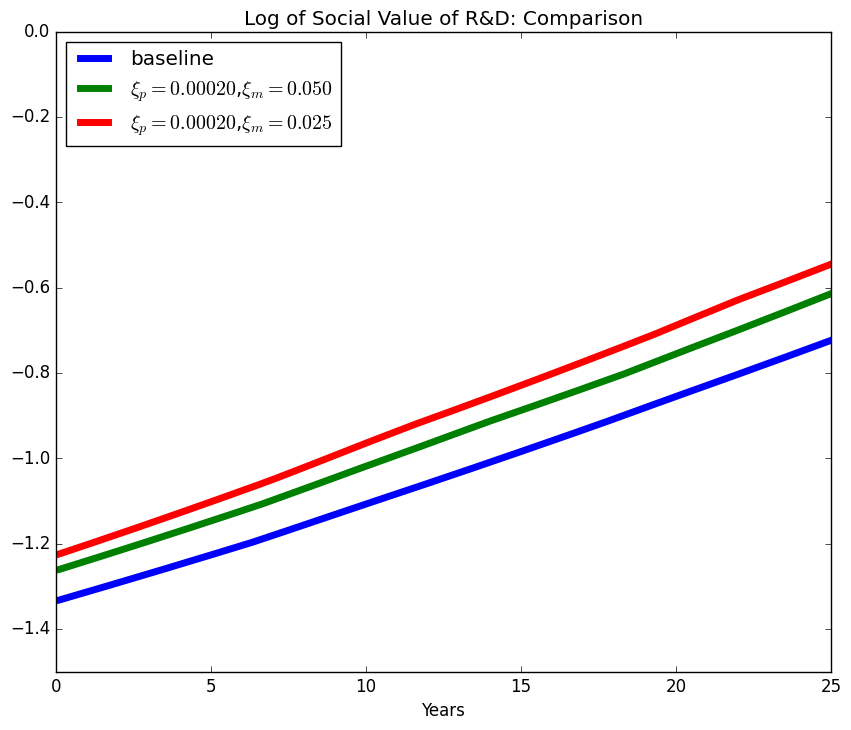 Log of Social Value of R&D: Comparison
baseline
ξp = 0.00020,ξm = 0.050
ξp = 0.00020,ξm = 0.025
0.0
−0.2
−0.4
−0.6
−0.8
−1.0
−1.2
−1.4
0 5 10 15 20 25
Years